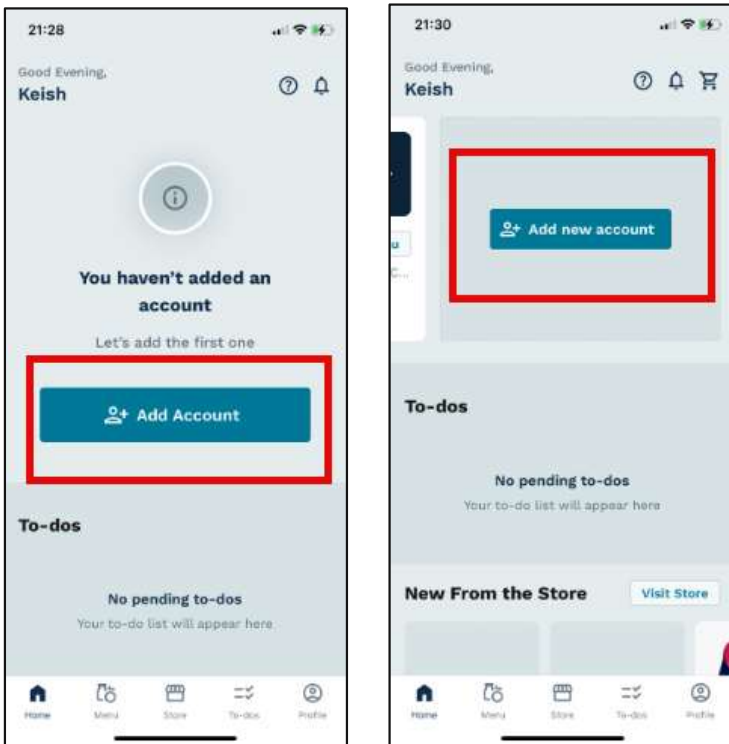 21:28
Good Evening,
Keish
You haven't added an
account
Let's add the first one
Add Account
To-dos
No pending to-dos
Your to-do list will appear here
Home
Menu
Store
To-dos
Profile
21:30
Good Evening,
Keish
u
c...
Add new account
To-dos
No pending to-dos
Your to-do list will appear here
New From the Store
Visit Store
Home
Menu
Store
To-dos
Profile